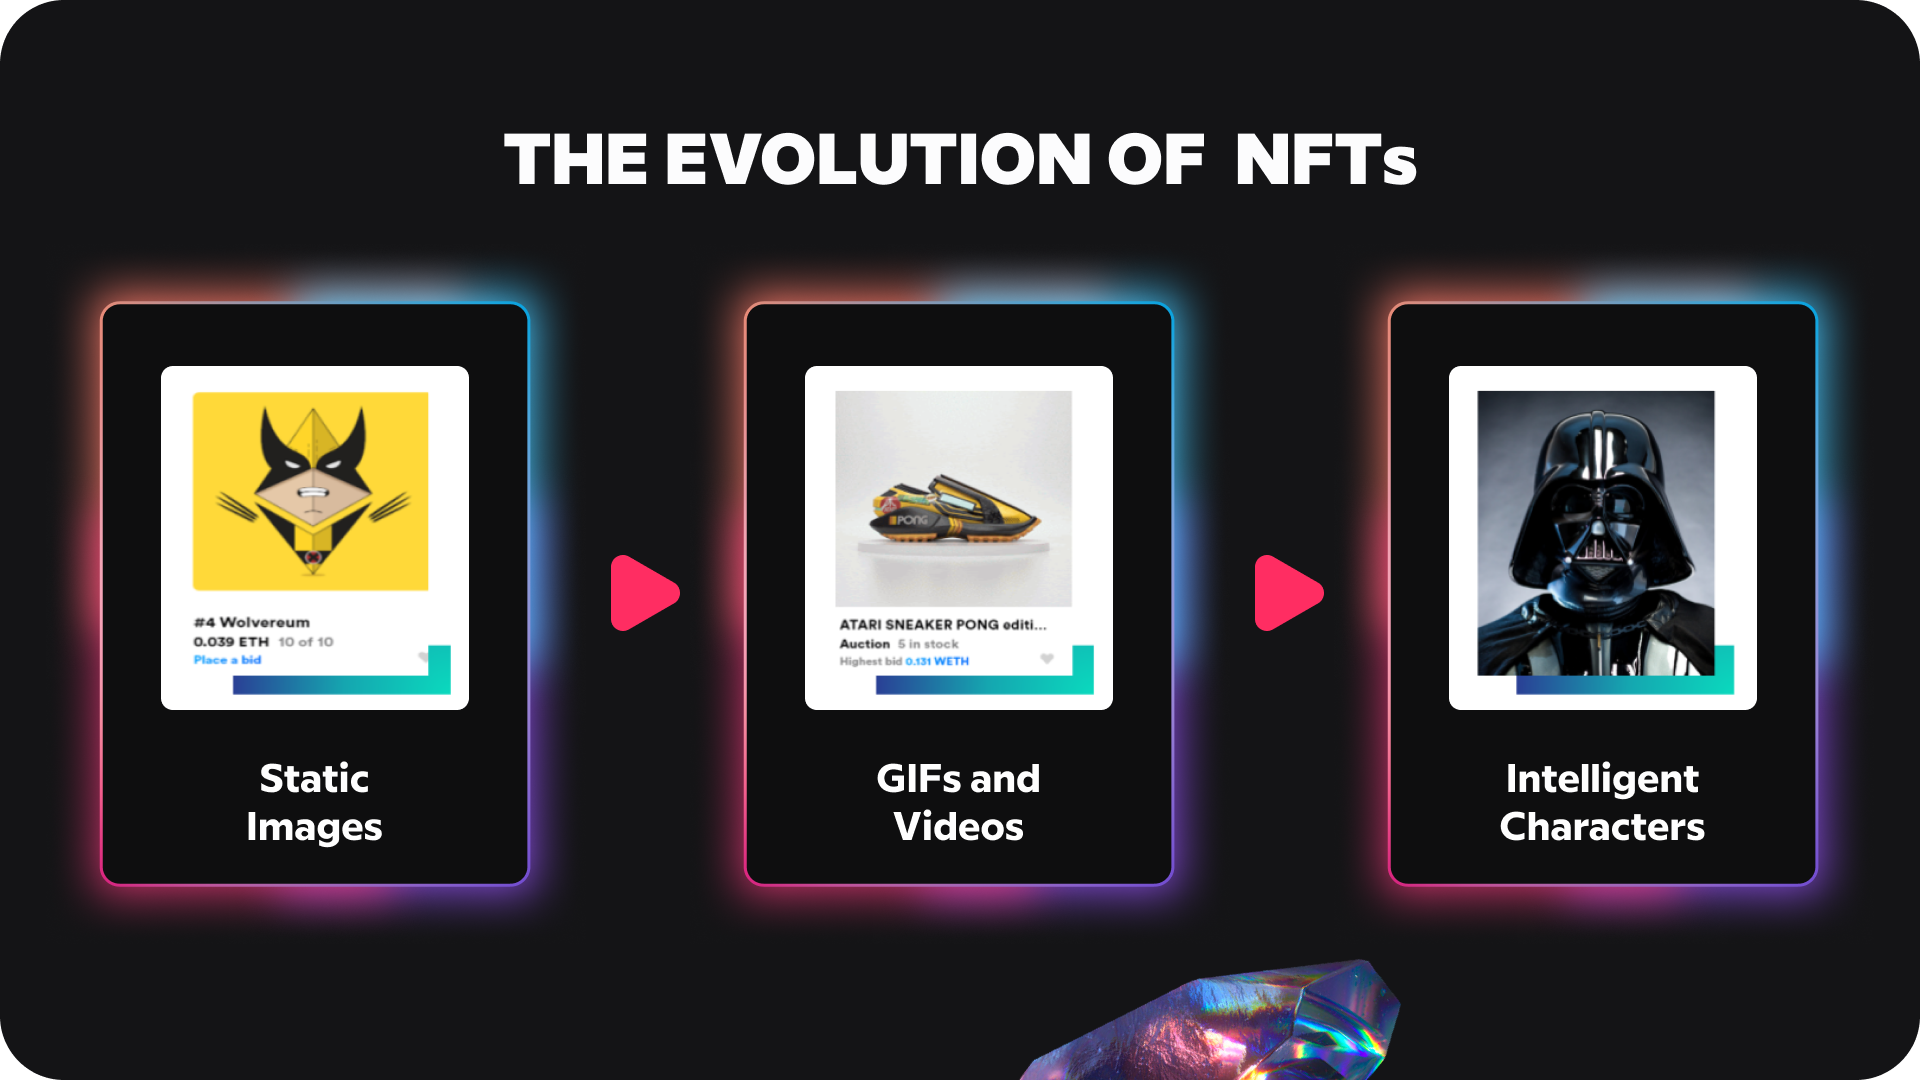 THE EVOLUTION OF NFTs
#4 Wolvereum
0.039 ETH 10 of 10
Place a bid
Static
Images
PONG
ATARI SNEAKER PONG editi...
Auction 5 in stock
Highest bid 0.131 WETH
GIFs and
Videos
Intelligent
Characters